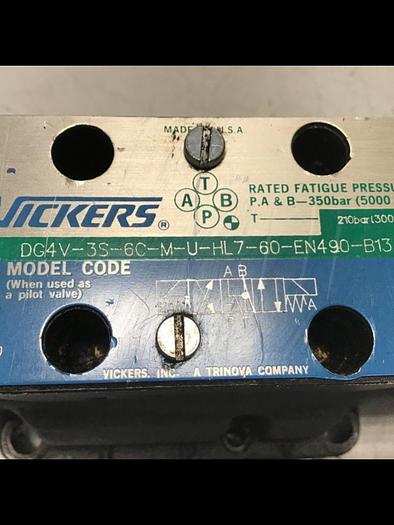 MADE U.S.A
VICKERS®
T
A B
P
RATED FATIGUE PRESSU
P.A & B—350bar (5000
T— 210bar(300
DG4V-3S-6C-M-U-HL7-60-EN490-B13
MODEL CODE
(When used as
a pilot valve)
A B
A
P T
VICKERS, INC. A TRINOVA COMPANY